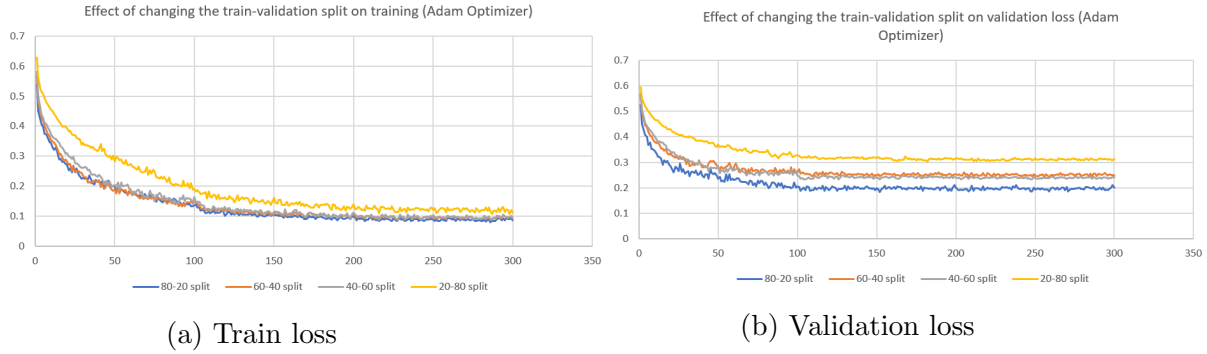 Effect of changing the train-validation split on training (Adam Optimizer)
0.7
0.6
0.5
0.4
0.3
0.2
0.1
0
0 50 100 150 200 250 300 350
80-20 split 60-40 split 40-60 split 20-80 split
(a) Train loss
Effect of changing the train-validation split on validation loss (Adam
Optimizer)
0.7
0.6
0.5
0.4
0.3
0.2
0.1
0
0 50 100 150 200 250 300 350
80-20 split 60-40 split 40-60 split 20-80 split
(b) Validation loss